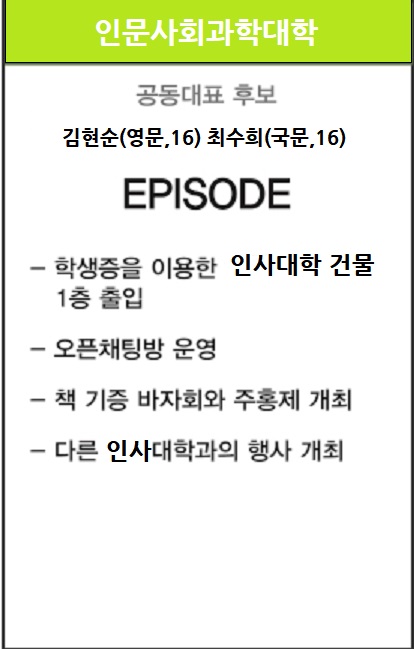 인문사회과학대학
공동대표 후보
김현순(영문,16) 최수희(국문,16)
EPISODE
– 학생증을 이용한 인사대학 건물
1층 출입
– 오픈채팅방 운영
– 책 기증 바자회와 주홍제 개최
– 다른 인사대학과의 행사 개최